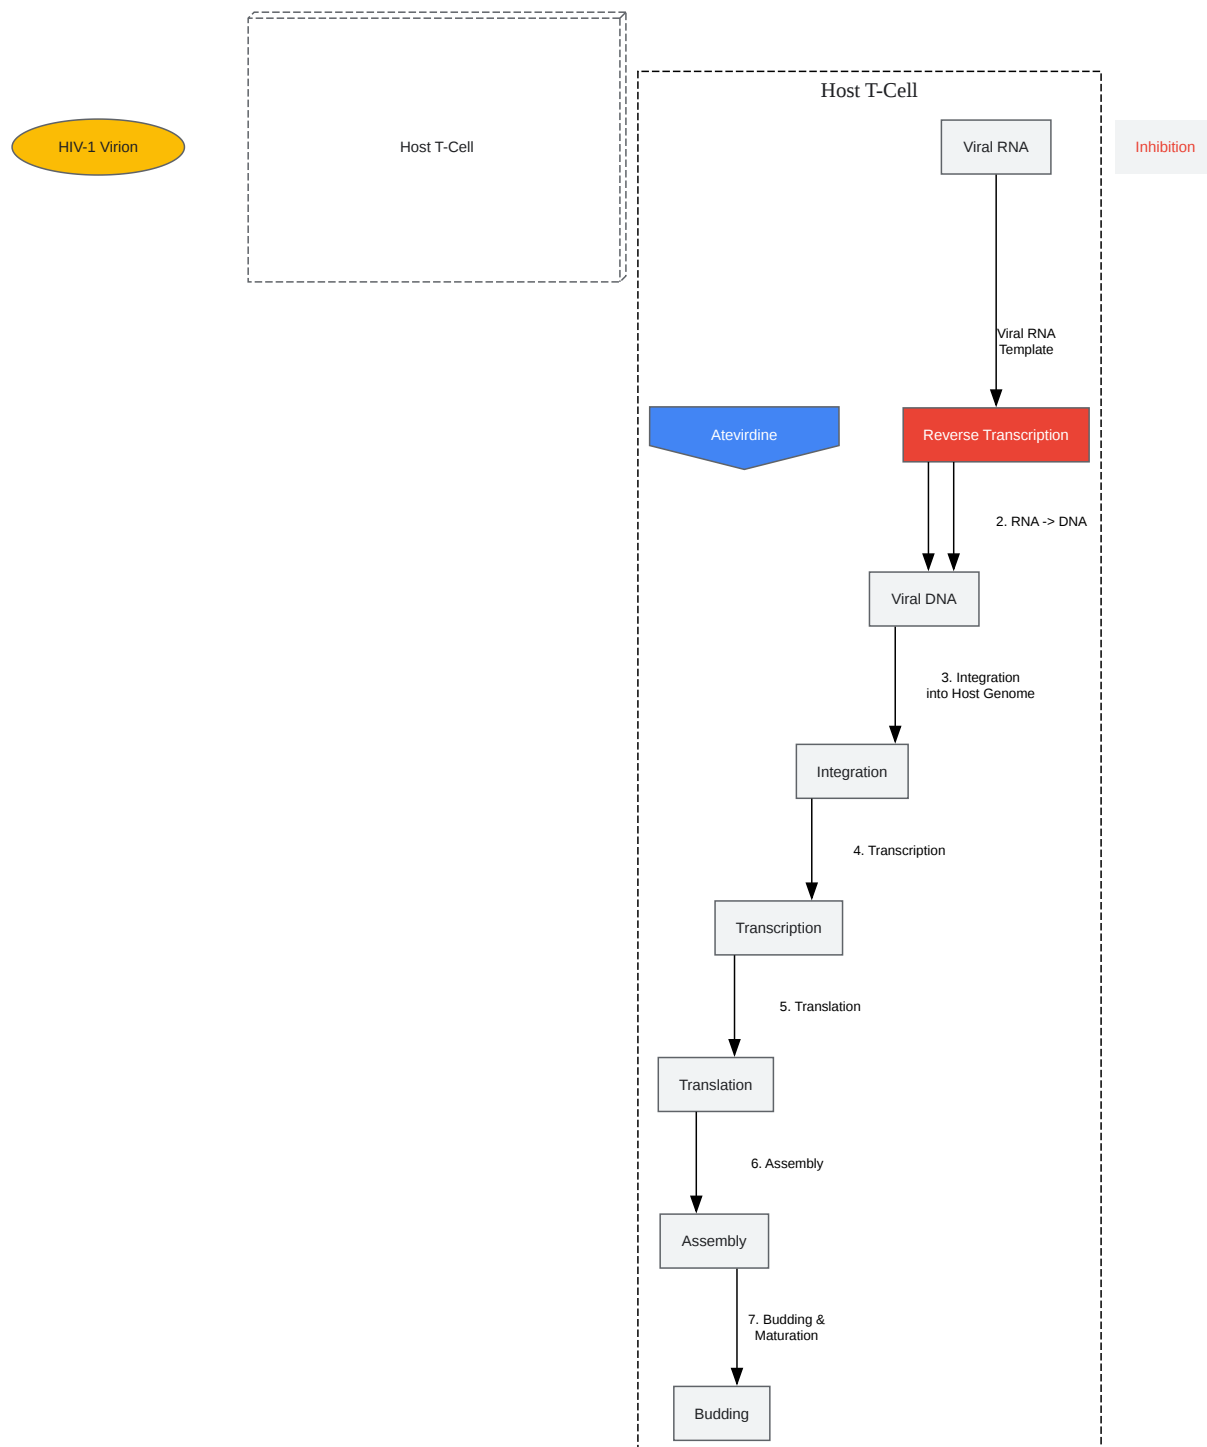 Host T-Cell
HIV-1 Virion
Host T-Cell
Viral RNA
Inhibition
Viral RNA
Template
Atevirdine
Reverse Transcription
2. RNA -> DNA
Viral DNA
3. Integration
into Host Genome
Integration
4. Transcription
Transcription
5. Translation
Translation
6. Assembly
Assembly
7. Budding &
Maturation
Budding